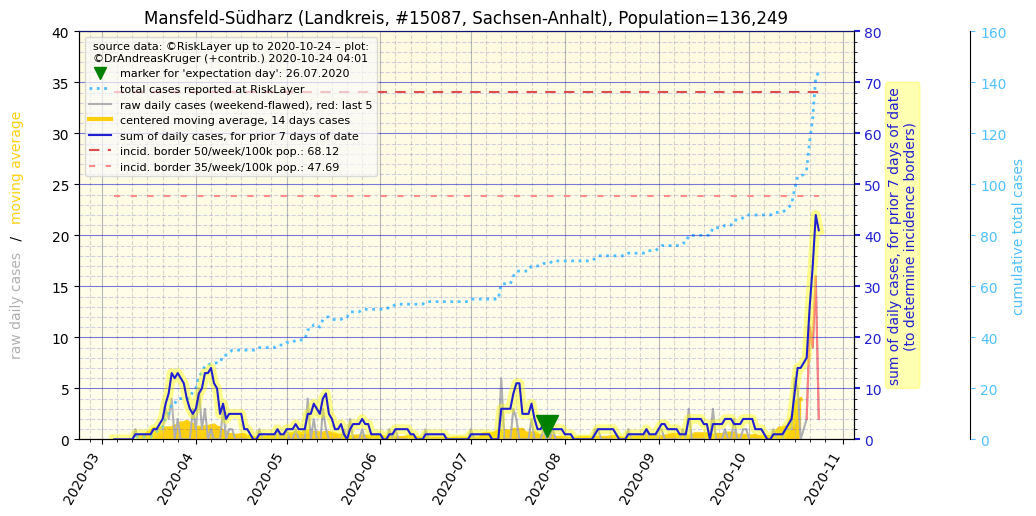 Mansfeld-Südharz (Landkreis, #15087, Sachsen-Anhalt), Population=136,249
source data: ©RiskLayer up to 2020-10-24 – plot:
©DrAndreasKruger (+contrib.) 2020-10-24 04:01
marker for 'expectation day': 26.07.2020
total cases reported at RiskLayer
raw daily cases (weekend-flawed), red: last 5
centered moving average, 14 days cases
sum of daily cases, for prior 7 days of date
incid. border 50/week/100k pop.: 68.12
incid. border 35/week/100k pop.: 47.69
raw daily cases / moving average
40
35
30
25
20
15
10
5
0
2020-03
2020-04
2020-05
2020-06
2020-07
2020-08
2020-09
2020-10
2020-11
80
70
60
50
40
30
20
10
0
sum of daily cases, for prior 7 days of date
(to determine incidence borders)
160
140
120
100
80
60
40
20
0
cumulative total cases